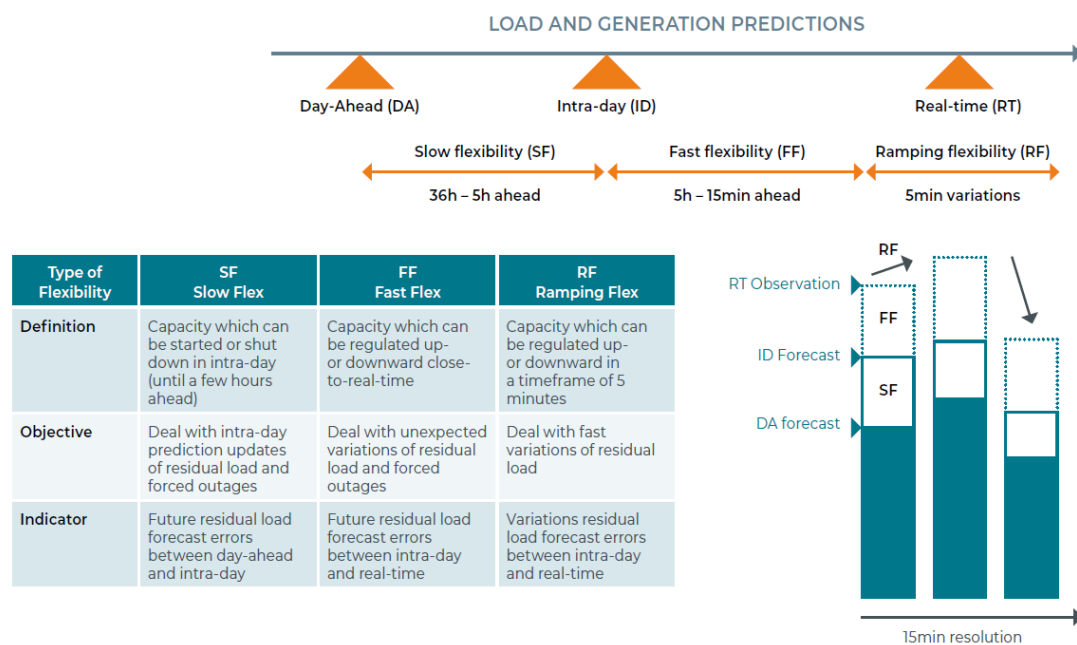 LOAD AND GENERATION PREDICTIONS
Day-Ahead (DA)
Intra-day (ID)
Real-time (RT)
Slow flexibility (SF)
Fast flexibility (FF)
Ramping flexibility (RF)
36h – 5h ahead
5h – 15min ahead
5min variations
Type of
Flexibility
SF
Slow Flex
FF
Fast Flex
RF
Ramping Flex
Definition
Capacity which can
be started or shut
down in intra-day
(until a few hours
ahead)
Capacity which can
be regulated up-
or downward close-
to-real-time
Capacity which can
be regulated up-
or downward in
a timeframe of 5
minutes
Objective
Deal with intra-day
prediction updates
of residual load and
forced outages
Deal with unexpected
variations of residual
load and forced
outages
Deal with fast
variations of residual
load
Indicator
Future residual load
forecast errors
between day-ahead
and intra-day
Future residual load
forecast errors
between intra-day
and real-time
Variations residual
load forecast errors
between intra-day
and real-time
RF
RT Observation
FF
ID Forecast
SF
DA forecast
15min resolution